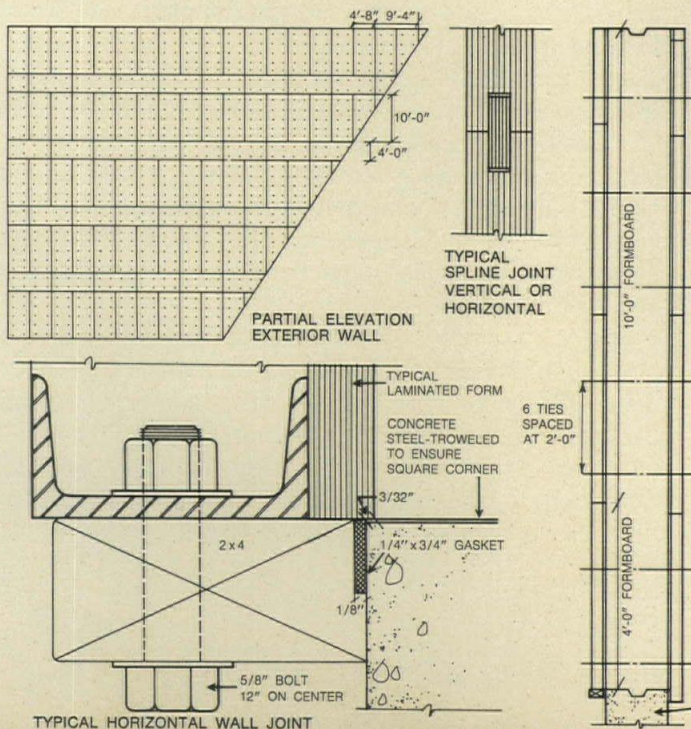 4'-8" 9'-4"
10'-0"
4'-0"
PARTIAL ELEVATION
EXTERIOR WALL
TYPICAL
SPLINE JOINT
VERTICAL OR
HORIZONTAL
10'-0" FORMBOARD
6 TIES
SPACED
AT 2'-0"
4'-0" FORMBOARD
TYPICAL
LAMINATED FORM
CONCRETE
STEEL-TROWELED
TO ENSURE
SQUARE CORNER
3/32"
2x4
1/4"x3/4" GASKET
1/8"
5/8" BOLT
12" ON CENTER
TYPICAL HORIZONTAL WALL JOINT